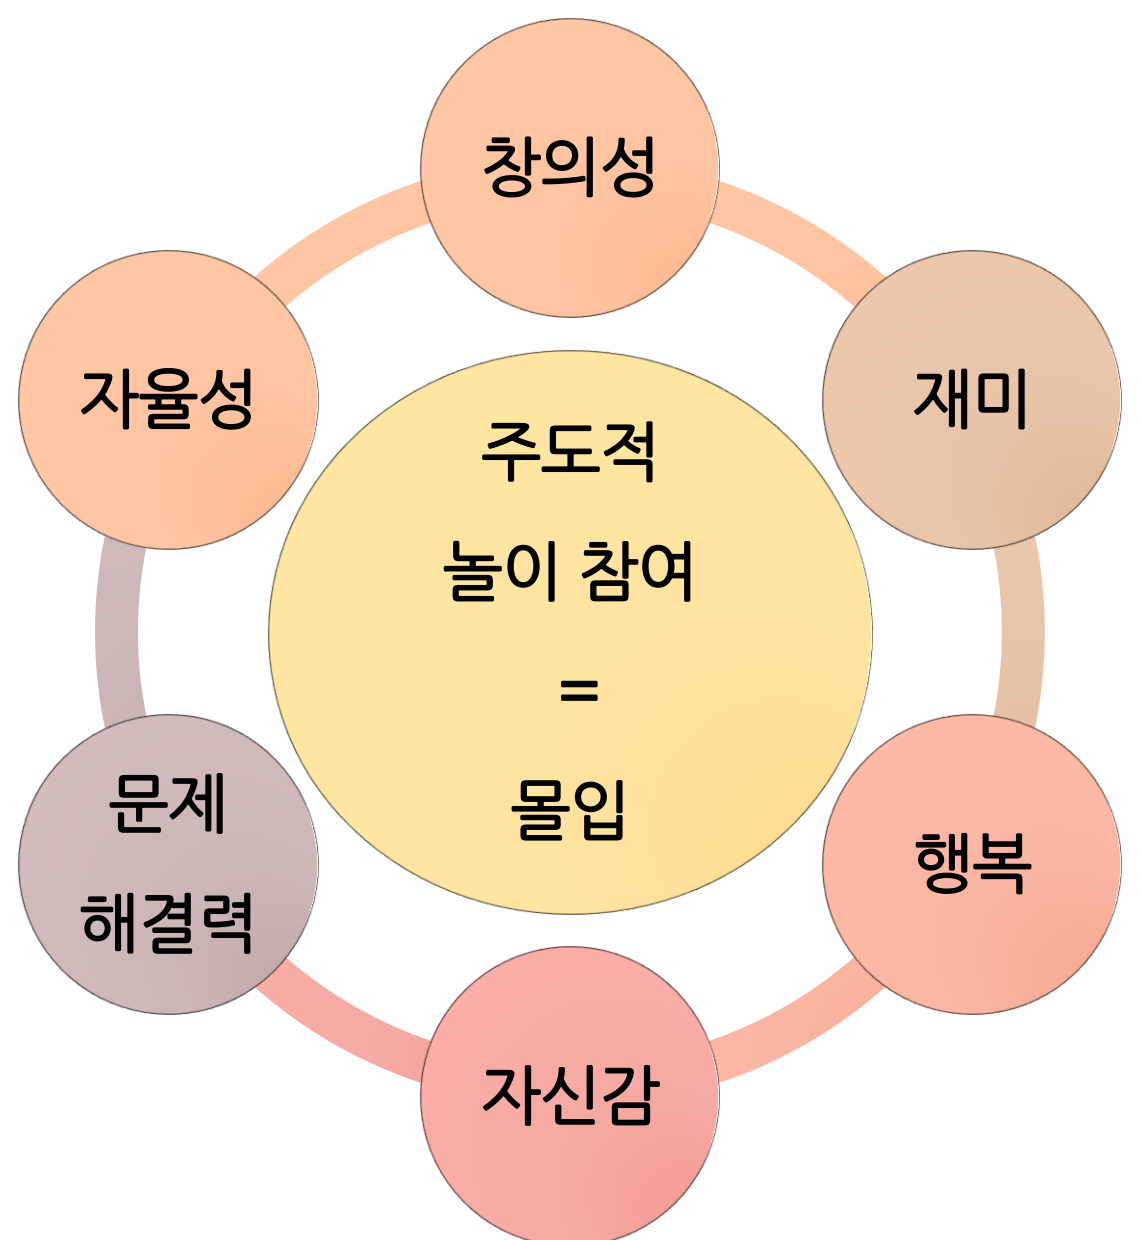 창의성
자율성
재미
주도적
놀이 참여
=
몰입
문제
해결력
행복
자신감